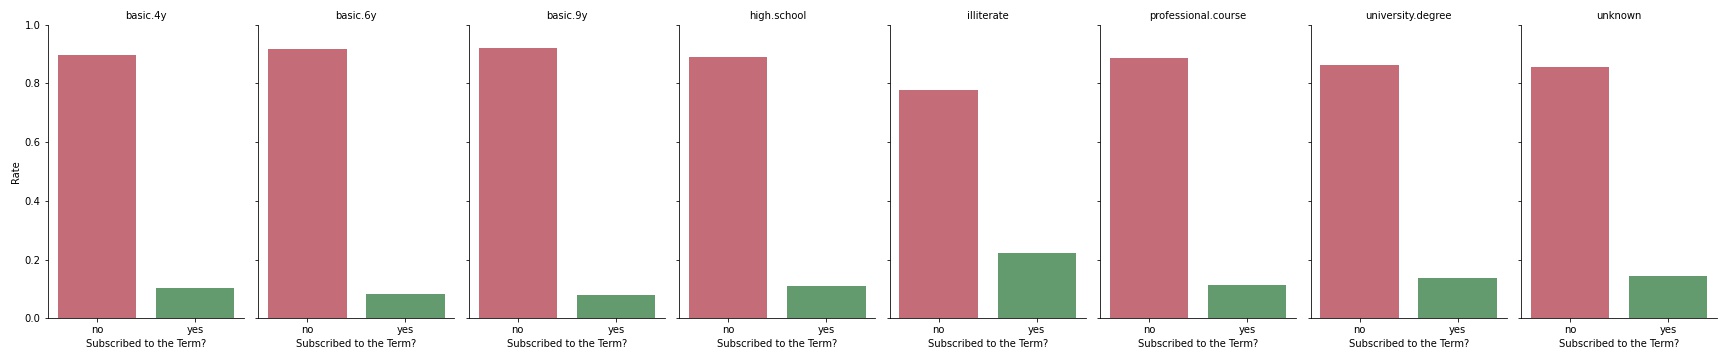 basic.4y basic.6y basic.9y high.school illiterate professional.course university.degree unknown
1.0
0.8
0.6
0.4
0.2
0.0
Rate
no yes no yes no yes no yes no yes no yes no yes no yes
Subscribed to the Term? Subscribed to the Term? Subscribed to the Term? Subscribed to the Term? Subscribed to the Term? Subscribed to the Term? Subscribed to the Term? Subscribed to the Term?